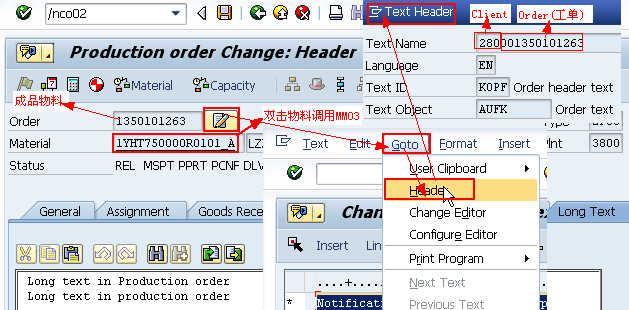 /nco02
Production order Change: Header
Material
Capacity
成品物料
Order
1350101263
双击物料调用MM03
Material
1YHT750000R0101_A
LZ
Type
Plnt
3800
Status
REL MSPT PPRT PCNF DLV
General
Assignment
Goods Rece
Long Text
Long text in Production order
Long text in production order
Text Header
Client
Order(工单)
Text Name
280001350101263
Language
EN
Text ID
KOPF
Order header text
Text Object
AUFK
Order text
Text
Edit
Goto
Format
Insert
User Clipboard
Header
Change Editor
Configure Editor
Print Program
Next Text
Previous Text
Chan
Insert
Lin
....+..
*
Notificati